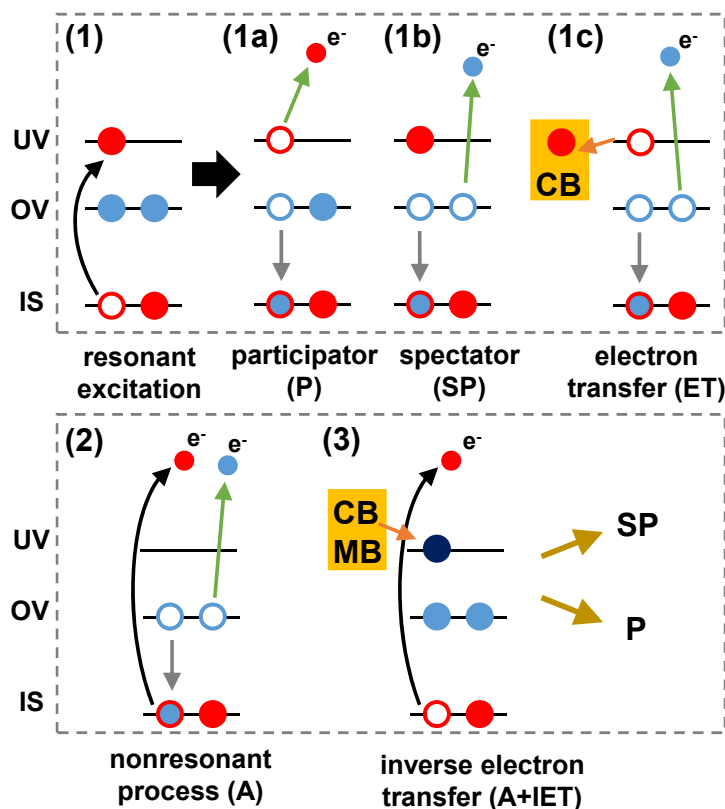 (1)
(1a)
e-
(1b)
e-
(1c)
e-
UV
CB
OV
IS
resonant
excitation
participator
(P)
spectator
(SP)
electron
transfer (ET)
(2)
e-
e-
(3)
e-
CB
MB
SP
UV
OV
P
IS
nonresonant
process (A)
inverse electron
transfer (A+IET)